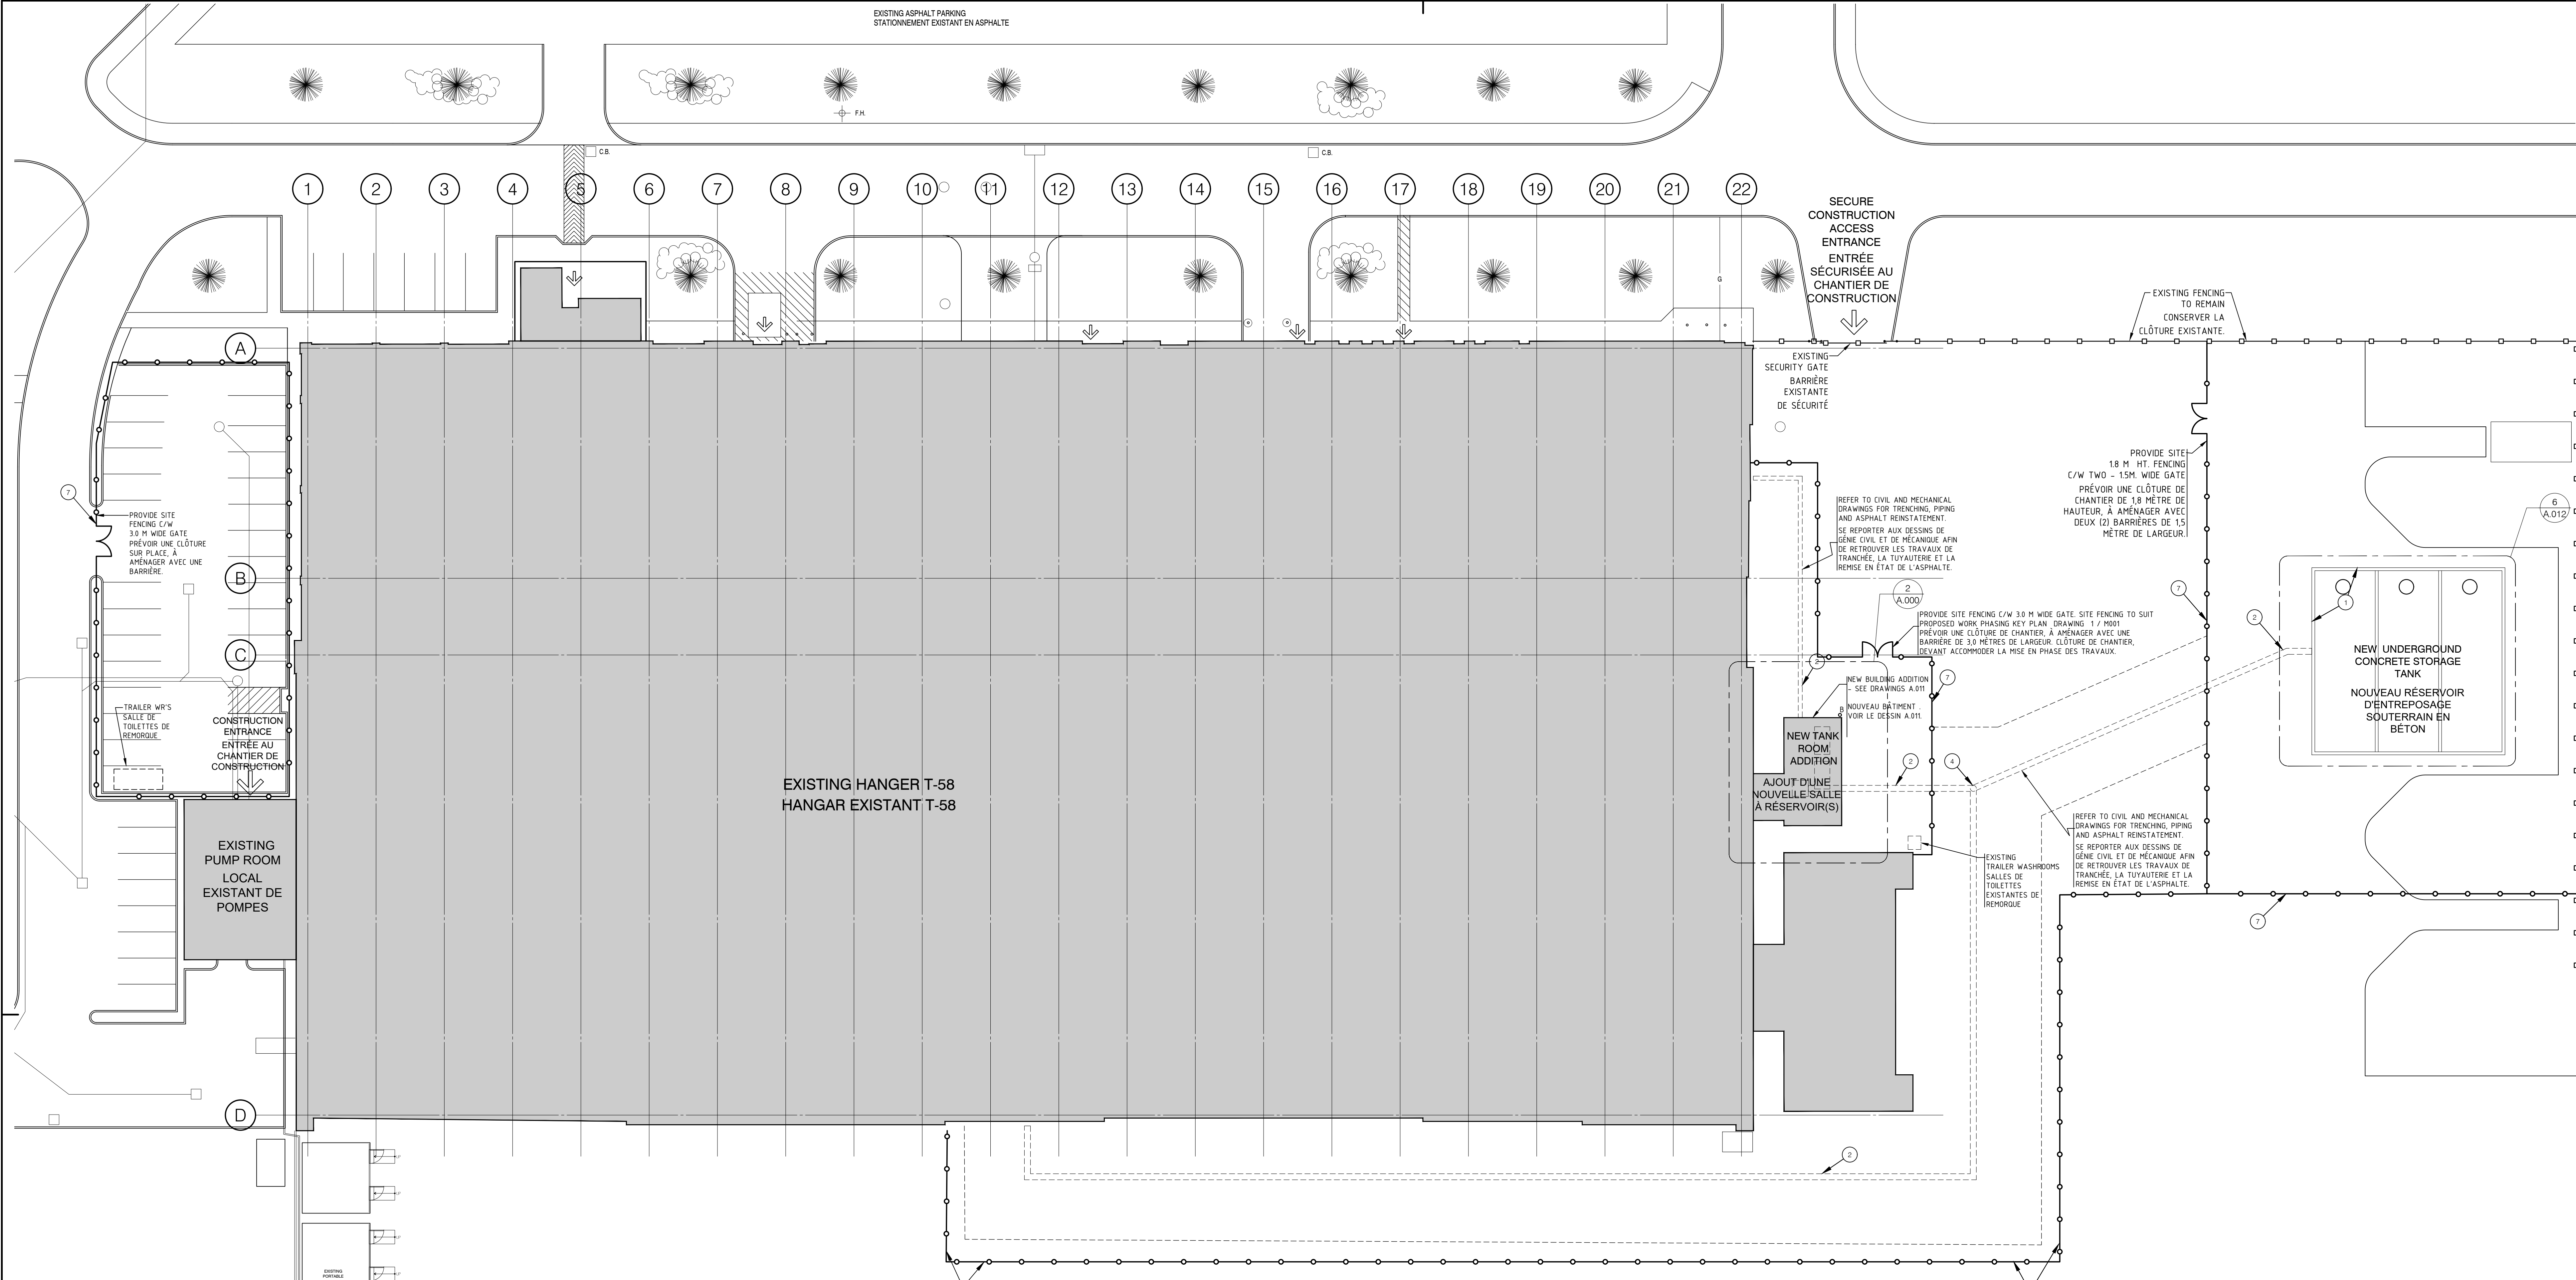 EXISTING ASPHALT PARKING
STATIONNEMENT EXISTANT EN ASPHALTE
F.H.
C.B.
C.B.
1
2
3
4
5
6
7
8
9
10
11
12
13
14
15
16
17
18
19
20
21
22
SECURE
CONSTRUCTION
ACCESS
ENTRANCE
ENTRÉE
SÉCURISÉE AU
CHANTIER DE
CONSTRUCTION
G
EXISTING FENCING
TO REMAIN
CONSERVER LA
CLÔTURE EXISTANTE.
A
EXISTING
SECURITY GATE
BARRIÈRE
EXISTANTE
DE SÉCURITÉ
PROVIDE SITE
1.8 M HT. FENCING
C/W TWO - 1.5M. WIDE GATE
PRÉVOIR UNE CLÔTURE DE
CHANTIER DE 1,8 MÈTRE DE
HAUTEUR, À AMÉNAGER AVEC
DEUX (2) BARRIÈRES DE 1,5
MÈTRE DE LARGEUR.
7
PROVIDE SITE
FENCING C/W
3.0 M WIDE GATE
PRÉVOIR UNE CLÔTURE
SUR PLACE, À
AMÉNAGER AVEC UNE
BARRIÈRE.
REFER TO CIVIL AND MECHANICAL
DRAWINGS FOR TRENCHING, PIPING
AND ASPHALT REINSTATEMENT.
SE REPORTER AUX DESSINS DE
GÉNIE CIVIL ET DE MÉCANIQUE AFIN
DE RETROUVER LES TRAVAUX DE
TRANCHÉE, LA TUYAUTERIE ET LA
REMISE EN ÉTAT DE L'ASPHALTE.
6
A.012
B
2
A.000
7
1
2
PROVIDE SITE FENCING C/W 3.0 M WIDE GATE. SITE FENCING TO SUIT
PROPOSED WORK PHASING KEY PLAN DRAWING 1 / M001
PRÉVOIR UNE CLÔTURE DE CHANTIER, À AMÉNAGER AVEC UNE
BARRIÈRE DE 3,0 MÈTRES DE LARGEUR. CLÔTURE DE CHANTIER,
DEVANT ACCOMMODER LA MISE EN PHASE DES TRAVAUX.
C
2
7
NEW UNDERGROUND
CONCRETE STORAGE
TANK
NOUVEAU RÉSERVOIR
D'ENTREPOSAGE
SOUTERRAIN EN
BÉTON
NEW BUILDING ADDITION
- SEE DRAWINGS A.011
NOUVEAU BÂTIMENT .
VOIR LE DESSIN A.011.
B
TRAILER WR'S
SALLE DE
TOILETTES DE
REMORQUE
CONSTRUCTION
ENTRANCE
ENTRÉE AU
CHANTIER DE
CONSTRUCTION
NEW TANK
ROOM
ADDITION
AJOUT D'UNE
NOUVELLE SALLE
À RÉSERVOIR(S)
2
4
EXISTING HANGER T-58
HANGAR EXISTANT T-58
REFER TO CIVIL AND MECHANICAL
DRAWINGS FOR TRENCHING, PIPING
AND ASPHALT REINSTATEMENT.
SE REPORTER AUX DESSINS DE
GÉNIE CIVIL ET DE MÉCANIQUE AFIN
DE RETROUVER LES TRAVAUX DE
TRANCHÉE, LA TUYAUTERIE ET LA
REMISE EN ÉTAT DE L'ASPHALTE.
EXISTING
PUMP ROOM
LOCAL
EXISTANT DE
POMPES
EXISTING
TRAILER WASHROOMS
SALLES DE
TOILETTES
EXISTANTES DE
REMORQUE
7
D
2
EXISTING
PORTABLE